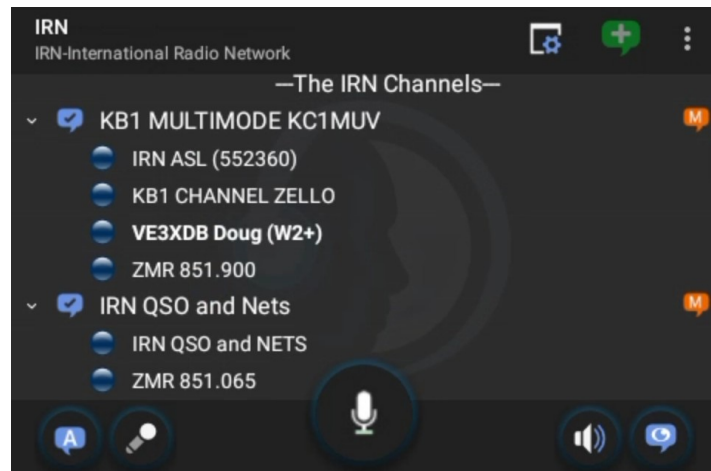 IRN
IRN-International Radio Network
—The IRN Channels—
KB1 MULTIMODE KC1MUV
M
IRN ASL (552360)
KB1 CHANNEL ZELLO
VE3XDB Doug (W2+)
ZMR 851.900
IRN QSO and Nets
M
IRN QSO and NETS
ZMR 851.065
A